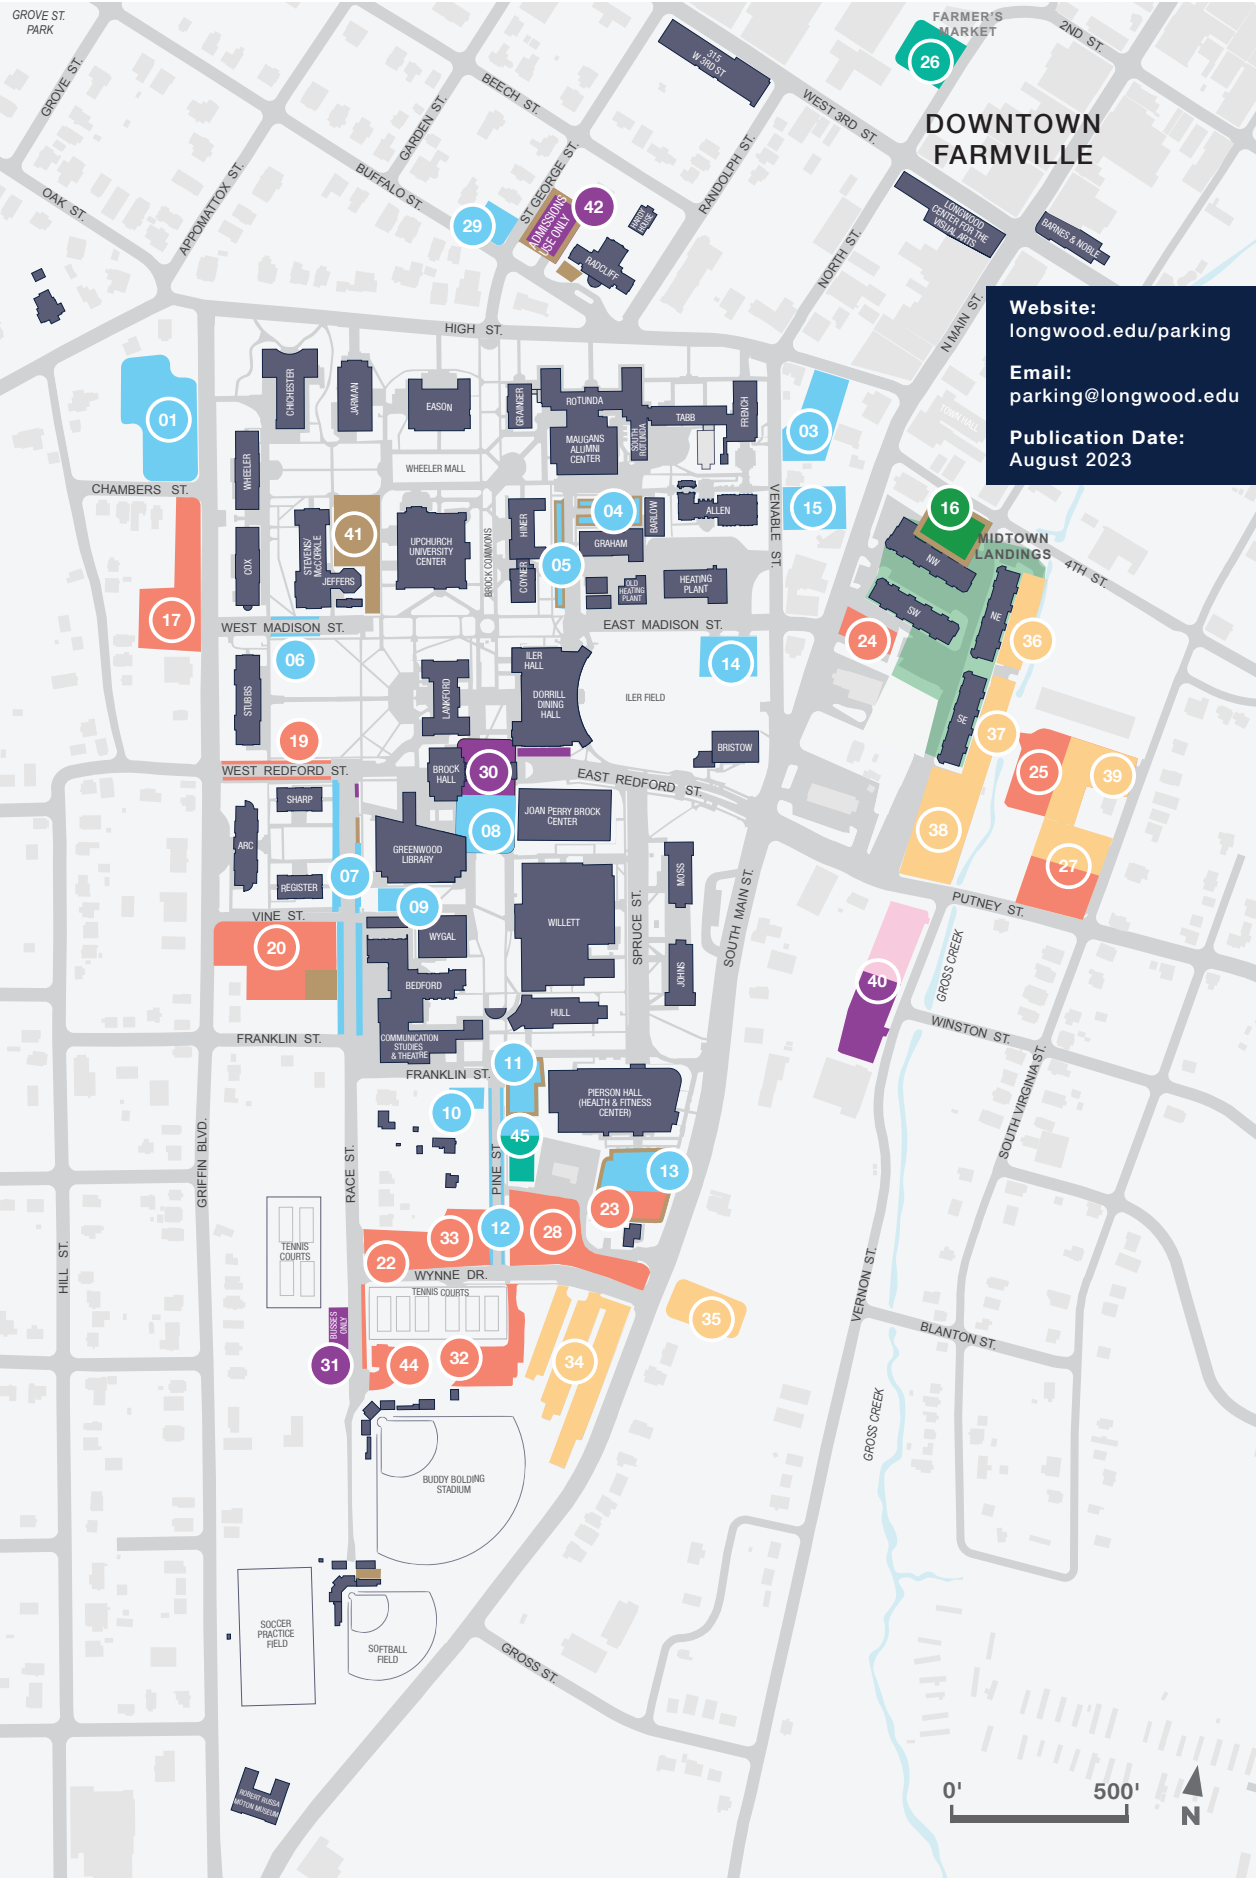 GROVE ST.
PARK
FARMER'S
MARKET
2ND ST.
26
315
W 3RD ST
GROVE ST.
BEECH ST.
WEST 3RD ST.
DOWNTOWN
FARMVILLE
GARDEN ST.
BUFFALO ST.
ST GEORGE ST.
RANDOLPH ST.
OAK ST.
APPOMATTOX ST.
29
ADMISSIONS
USE ONLY
42
HARDY
HOUSE
RADCLIFF
LONGWOOD
CENTER FOR THE
VISUAL ARTS
BARNES & NOBLE
NORTH ST.
N MAIN ST.
HIGH ST.
Website:
longwood.edu/parking
Email:
parking@longwood.edu
Publication Date:
August 2023
TOWN HALL
01
CHICHESTER
JARMAN
EASON
GRAINGER
ROTUNDA
TABB
FRENCH
03
MAUGANS
ALUMNI
CENTER
SOUTH
ROTUNDA
WHEELER
WHEELER MALL
CHAMBERS ST.
VENABLE ST.
15
16
MIDTOWN
LANDINGS
4TH ST.
41
04
BARLOW
ALLEN
HINER
GRAHAM
STEVENS/
McCORKLE
UPCHURCH
UNIVERSITY
CENTER
BROCK COMMONS
COX
JEFFERS
COYNER
05
OLD
HEATING
PLANT
HEATING
PLANT
NW
SW
NE
17
WEST MADISON ST.
EAST MADISON ST.
24
36
06
14
STUBBS
LANKFORD
ILER
HALL
DORRILL
DINING
HALL
ILER FIELD
SE
37
19
WEST REDFORD ST.
BROCK
HALL
30
BRISTOW
EAST REDFORD ST.
25
39
SHARP
JOAN PERRY BROCK
CENTER
08
38
ARC
GREENWOOD
LIBRARY
REGISTER
07
09
MOSS
27
PUTNEY ST.
VINE ST.
20
WYGAL
WILLETT
SPRUCE ST.
SOUTH MAIN ST.
BEDFORD
JOHNS
40
GROSS CREEK
HULL
FRANKLIN ST.
COMMUNICATION
STUDIES
& THEATRE
WINSTON ST.
FRANKLIN ST.
11
PIERSON HALL
(HEALTH & FITNESS
CENTER)
10
45
SOUTH VIRGINIA ST.
GRIFFIN BLVD.
RACE ST.
PINE ST
13
23
12
28
33
22
HILL ST.
TENNIS
COURTS
WYNNE DR.
TENNIS COURTS
VERNON ST.
BUSSES
ONLY
35
BLANTON ST.
31
44
32
34
GROSS CREEK
BUDDY BOLDING
STADIUM
SOCCER
PRACTICE
FIELD
SOFTBALL
FIELD
GROSS ST.
ROBERT RUSSA
MOTON MUSEUM
0'
500'
N